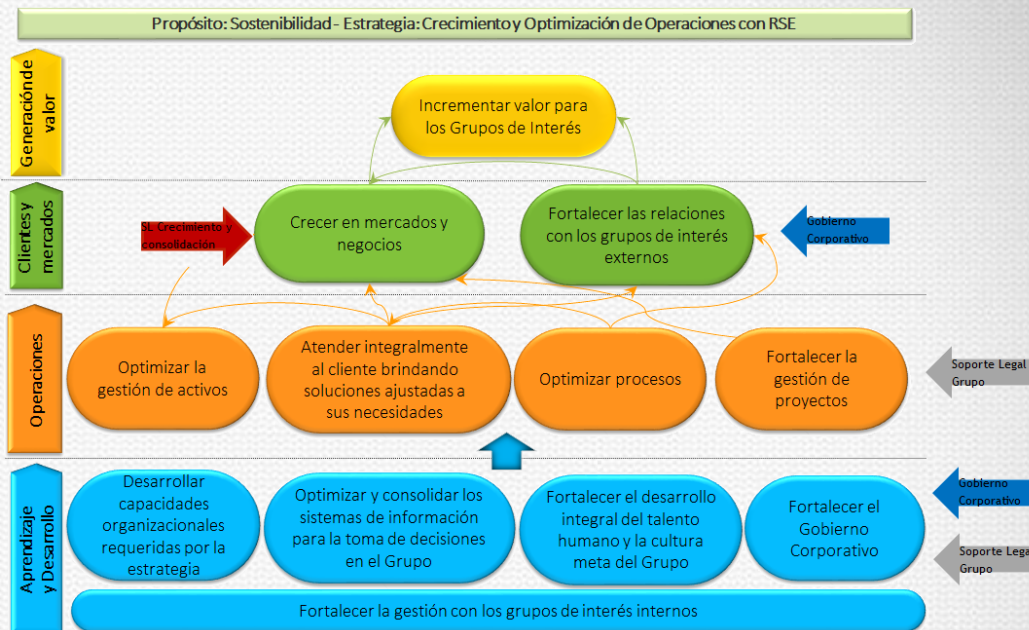 Propósito: Sostenibilidad - Estrategia: Crecimiento y Optimización de Operaciones con RSE
Generación de
valor
Incrementar valor para
los Grupos de Interés
Clientes y
mercados
SL Crecimiento y
consolidación
Crecer en mercados y
negocios
Fortalecer las relaciones
con los grupos de interés
externos
Gobierno
Corporativo
Operaciones
Optimizar la
gestión de activos
Atender integralmente
al cliente brindando
soluciones ajustadas a
sus necesidades
Optimizar procesos
Fortalecer la
gestión de
proyectos
Soporte Legal
Grupo
Aprendizaje
y Desarrollo
Desarrollar
capacidades
organizacionales
requeridas por la
estrategia
Optimizar y consolidar los
sistemas de información
para la toma de decisiones
en el Grupo
Fortalecer el desarrollo
integral del talento
humano y la cultura
meta del Grupo
Fortalecer el
Gobierno
Corporativo
Gobierno
Corporativo
Soporte Legal
Grupo
Fortalecer la gestión con los grupos de interés internos